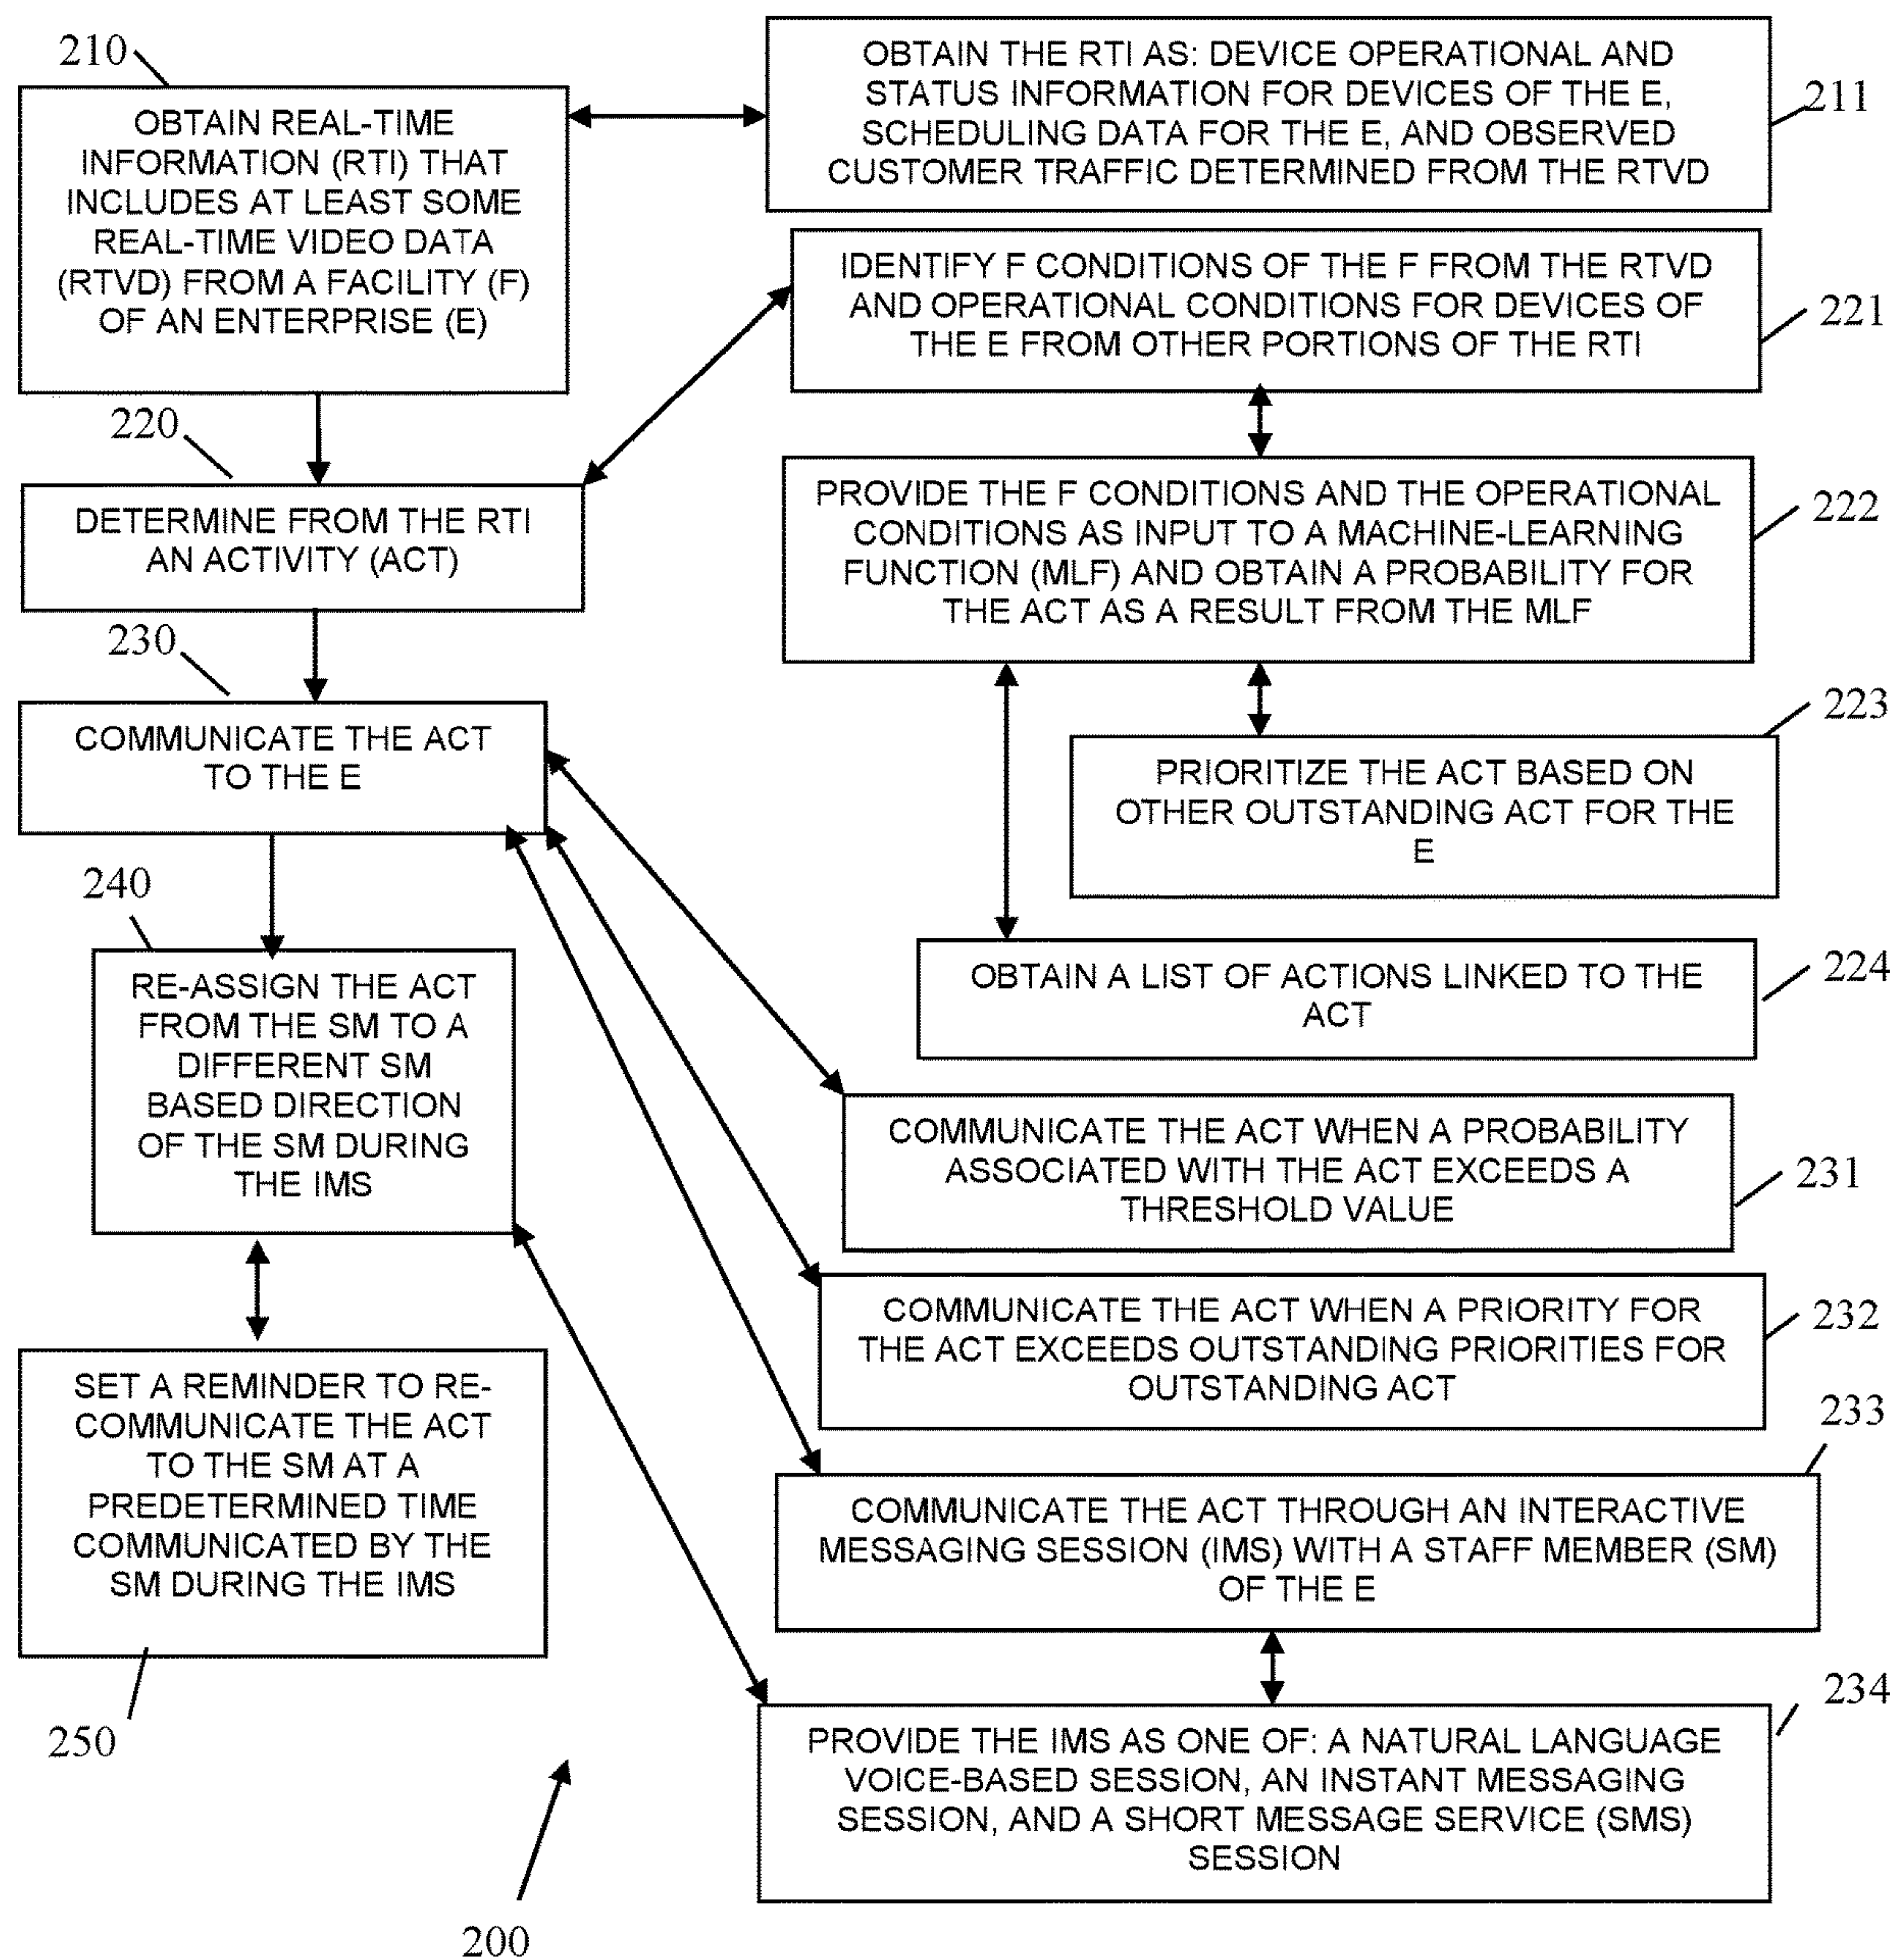 210
OBTAIN REAL-TIME
INFORMATION (RTI) THAT
INCLUDES AT LEAST SOME
REAL-TIME VIDEO DATA
(RTVD) FROM A FACILITY (F)
OF AN ENTERPRISE (E)
OBTAIN THE RTI AS: DEVICE OPERATIONAL AND
STATUS INFORMATION FOR DEVICES OF THE E,
SCHEDULING DATA FOR THE E, AND OBSERVED
CUSTOMER TRAFFIC DETERMINED FROM THE RTVD
211
220
DETERMINE FROM THE RTI
AN ACTIVITY (ACT)
IDENTIFY F CONDITIONS OF THE F FROM THE RTVD
AND OPERATIONAL CONDITIONS FOR DEVICES OF
THE E FROM OTHER PORTIONS OF THE RTI
221
PROVIDE THE F CONDITIONS AND THE OPERATIONAL
CONDITIONS AS INPUT TO A MACHINE-LEARNING
FUNCTION (MLF) AND OBTAIN A PROBABILITY FOR
THE ACT AS A RESULT FROM THE MLF
222
223
PRIORITIZE THE ACT BASED ON
OTHER OUTSTANDING ACT FOR THE
E
OBTAIN A LIST OF ACTIONS LINKED TO THE
ACT
224
230
COMMUNICATE THE ACT
TO THE E
COMMUNICATE THE ACT WHEN A PROBABILITY
ASSOCIATED WITH THE ACT EXCEEDS A
THRESHOLD VALUE
231
COMMUNICATE THE ACT WHEN A PRIORITY FOR
THE ACT EXCEEDS OUTSTANDING PRIORITIES FOR
OUTSTANDING ACT
232
233
COMMUNICATE THE ACT THROUGH AN INTERACTIVE
MESSAGING SESSION (IMS) WITH A STAFF MEMBER (SM)
OF THE E
234
PROVIDE THE IMS AS ONE OF: A NATURAL LANGUAGE
VOICE-BASED SESSION, AN INSTANT MESSAGING
SESSION, AND A SHORT MESSAGE SERVICE (SMS)
SESSION
240
RE-ASSIGN THE ACT
FROM THE SM TO A
DIFFERENT SM
BASED DIRECTION
OF THE SM DURING
THE IMS
SET A REMINDER TO RE-
COMMUNICATE THE ACT
TO THE SM AT A
PREDETERMINED TIME
COMMUNICATED BY THE
SM DURING THE IMS
250
200